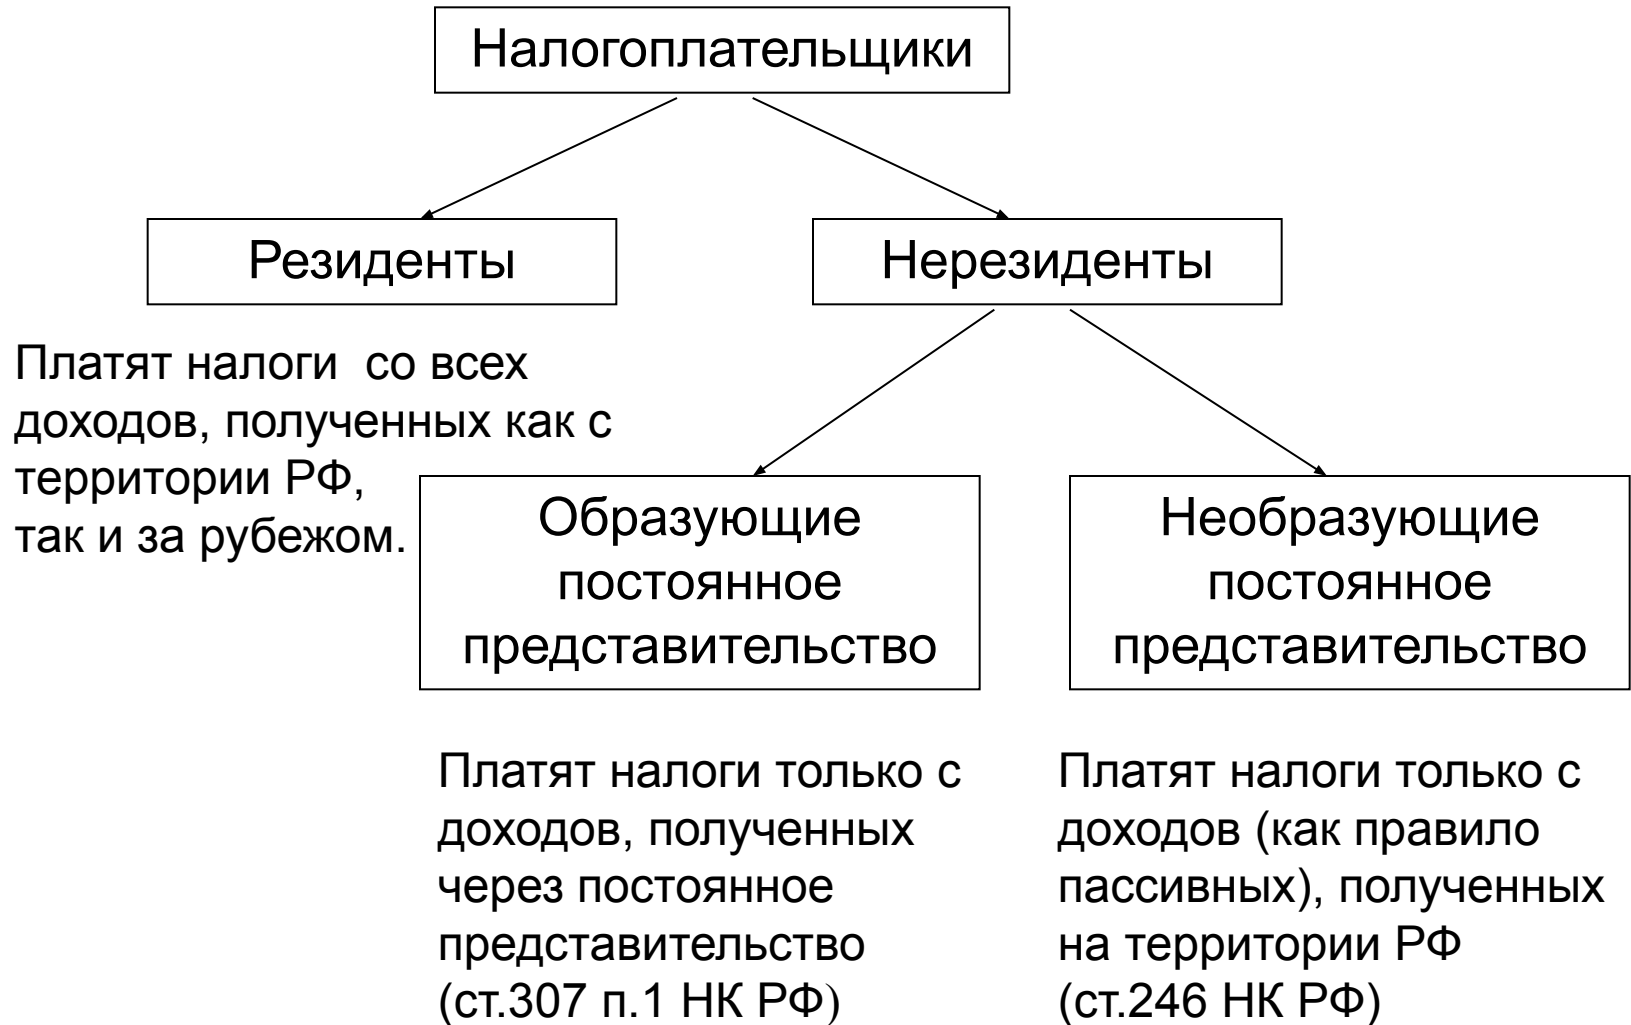 Налогоплательщики
Резиденты
Нерезиденты
Платят налоги  со всех
доходов, полученных как с
территории РФ,
так и за рубежом.
Образующие
постоянное
представительство
Необразующие
постоянное
представительство
Платят налоги только с
доходов, полученных
через постоянное
представительство
(ст.307 п.1 НК РФ)
Платят налоги только с
доходов (как правило
пассивных), полученных
на территории РФ
(ст.246 НК РФ)